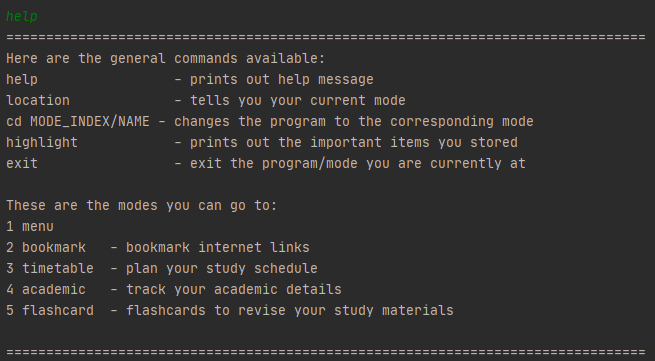 help
================================================================================
Here are the general commands available:
help                 - prints out help message
location             - tells you your current mode
cd MODE_INDEX/NAME - changes the program to the corresponding mode
highlight            - prints out the important items you stored
exit                 - exit the program/mode you are currently at

These are the modes you can go to:
1 menu
2 bookmark   - bookmark internet links
3 timetable  - plan your study schedule
4 academic   - track your academic details
5 flashcard  - flashcards to revise your study materials

================================================================================